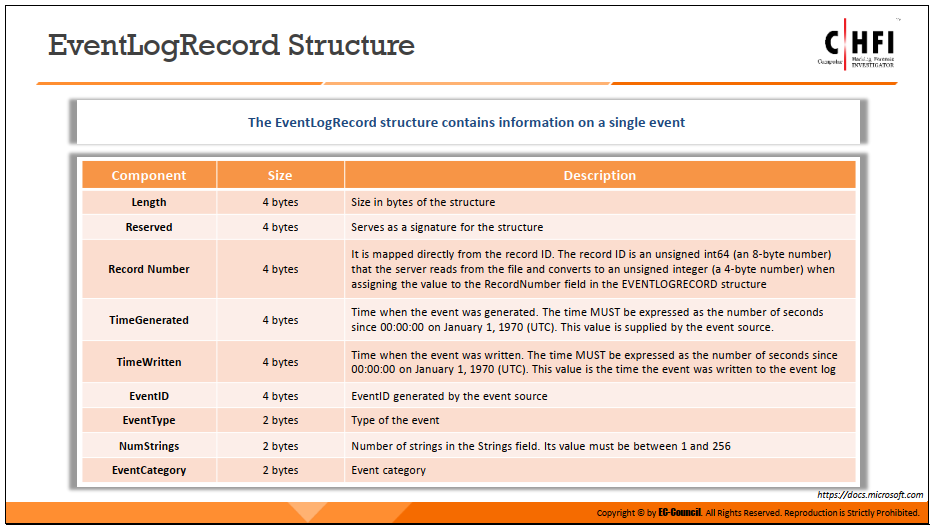 EventLogRecord Structure
CHFI
Computer Hacking Forensic
INVESTIGATOR
The EventLogRecord structure contains information on a single event
Component Size Description
Length 4 bytes Size in bytes of the structure
Reserved 4 bytes Serves as a signature for the structure
Record Number 4 bytes It is mapped directly from the record ID. The record ID is an unsigned int64 (an 8-byte number)
that the server reads from the file and converts to an unsigned integer (a 4-byte number) when
assigning the value to the RecordNumber field in the EVENTLOGRECORD structure
TimeGenerated 4 bytes Time when the event was generated. The time MUST be expressed as the number of seconds
since 00:00:00 on January 1, 1970 (UTC). This value is supplied by the event source.
TimeWritten 4 bytes Time when the event was written. The time MUST be expressed as the number of seconds since
00:00:00 on January 1, 1970 (UTC). This value is the time the event was written to the event log
EventID 4 bytes EventID generated by the event source
EventType 2 bytes Type of the event
NumStrings 2 bytes Number of strings in the Strings field. Its value must be between 1 and 256
EventCategory 2 bytes Event category
https://docs.microsoft.com
Copyright © by EC-Council. All Rights Reserved. Reproduction is Strictly Prohibited.